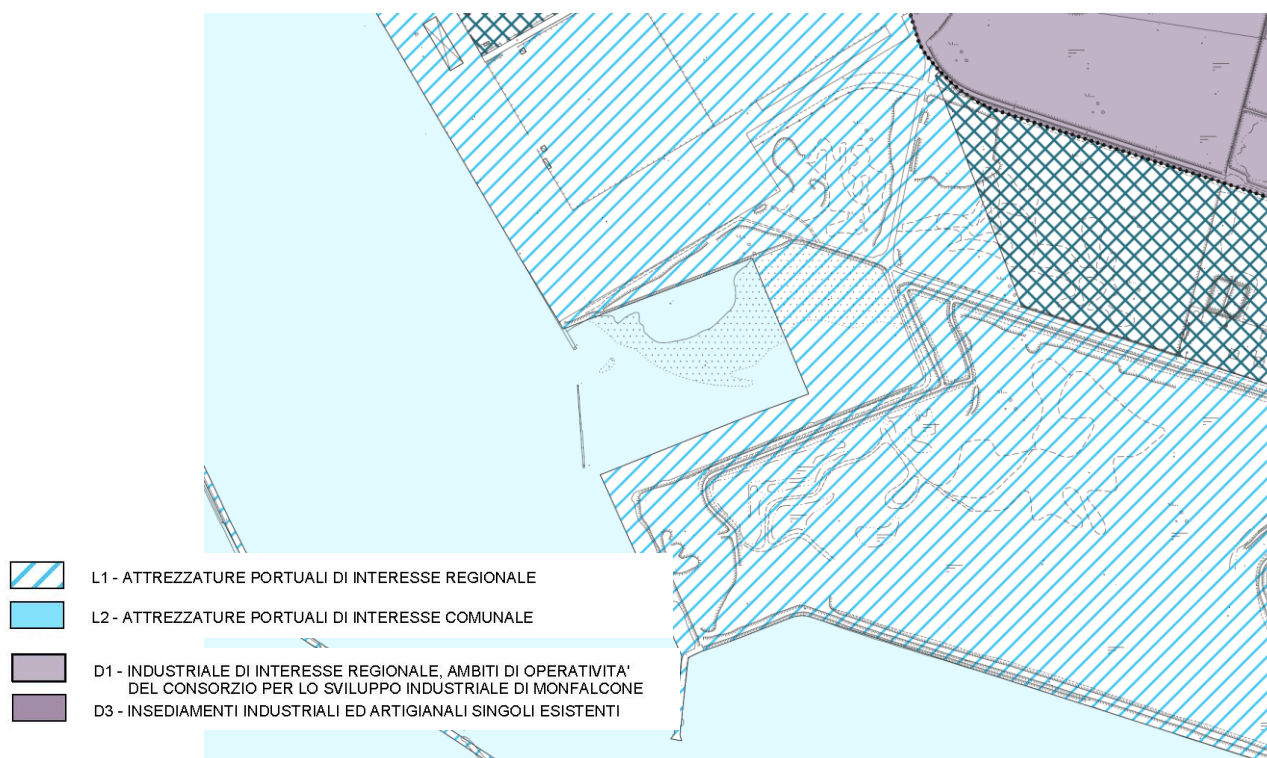 L1 - ATTREZZATURE PORTUALI DI INTERESSE REGIONALE
L2 - ATTREZZATURE PORTUALI DI INTERESSE COMUNALE
D1 - INDUSTRIALE DI INTERESSE REGIONALE, AMBITI DI OPERATIVITA'
DEL CONSORZIO PER LO SVILUPPO INDUSTRIALE DI MONFALCONE
D3 - INSEDIAMENTI INDUSTRIALI ED ARTIGIANALI SINGOLI ESISTENTI